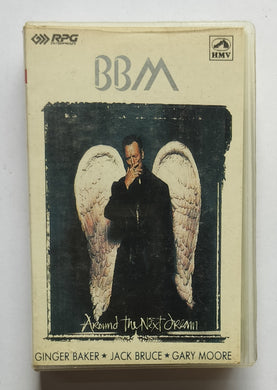 RPG
HMV
BBM
Around the Next Dream
GINGER BAKER ★ JACK BRUCE ★ GARY MOORE